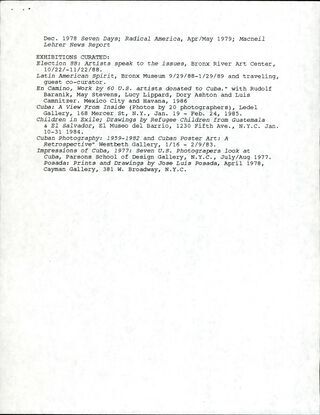 Dec. 1978 Seven Days; Radical America, Apr/May 1979; Macneil
Lehrer News Report
EXHIBITIONS CURATED:
Election 88: Artists speak to the issues, Bronx River Art Center,
10/22/-11/22/88.
Latin American Spirit, Bronx Museum 9/29/88-1/29/89 and traveling,
guest co-curator.
En Camino, Work by 60 U.S. artists donated to Cuba." with Rudolf
Baranik, May Stevens, Lucy Lippard, Dory Ashton and Luis
Camnitzer. Mexico City and Havana, 1986
Cuba: A View From Inside (Photos by 20 photographers), Ledel
Gallery, 168 Mercer St, N.Y., Jan. 19 - Feb. 24, 1985.
Children in Exile; Drawings by Refugee Children from Guatemala
& El Salvador, El Museo del Barrio, 1230 Fifth Ave., N.Y.C. Jan.
10-31 1984.
Cuban Photography: 1959-1982 and Cuban Poster Art: A
Retrospective" Westbeth Gallery, 1/16 - 2/9/83.
Impressions of Cuba, 1977: Seven U.S. Photograpers look at
Cuba, Parsons School of Design Gallery, N.Y.C., July/Aug 1977.
Posada: Prints and Drawings by Jose Luis Posada, April 1978,
Cayman Gallery, 381 W. Broadway, N.Y.C.